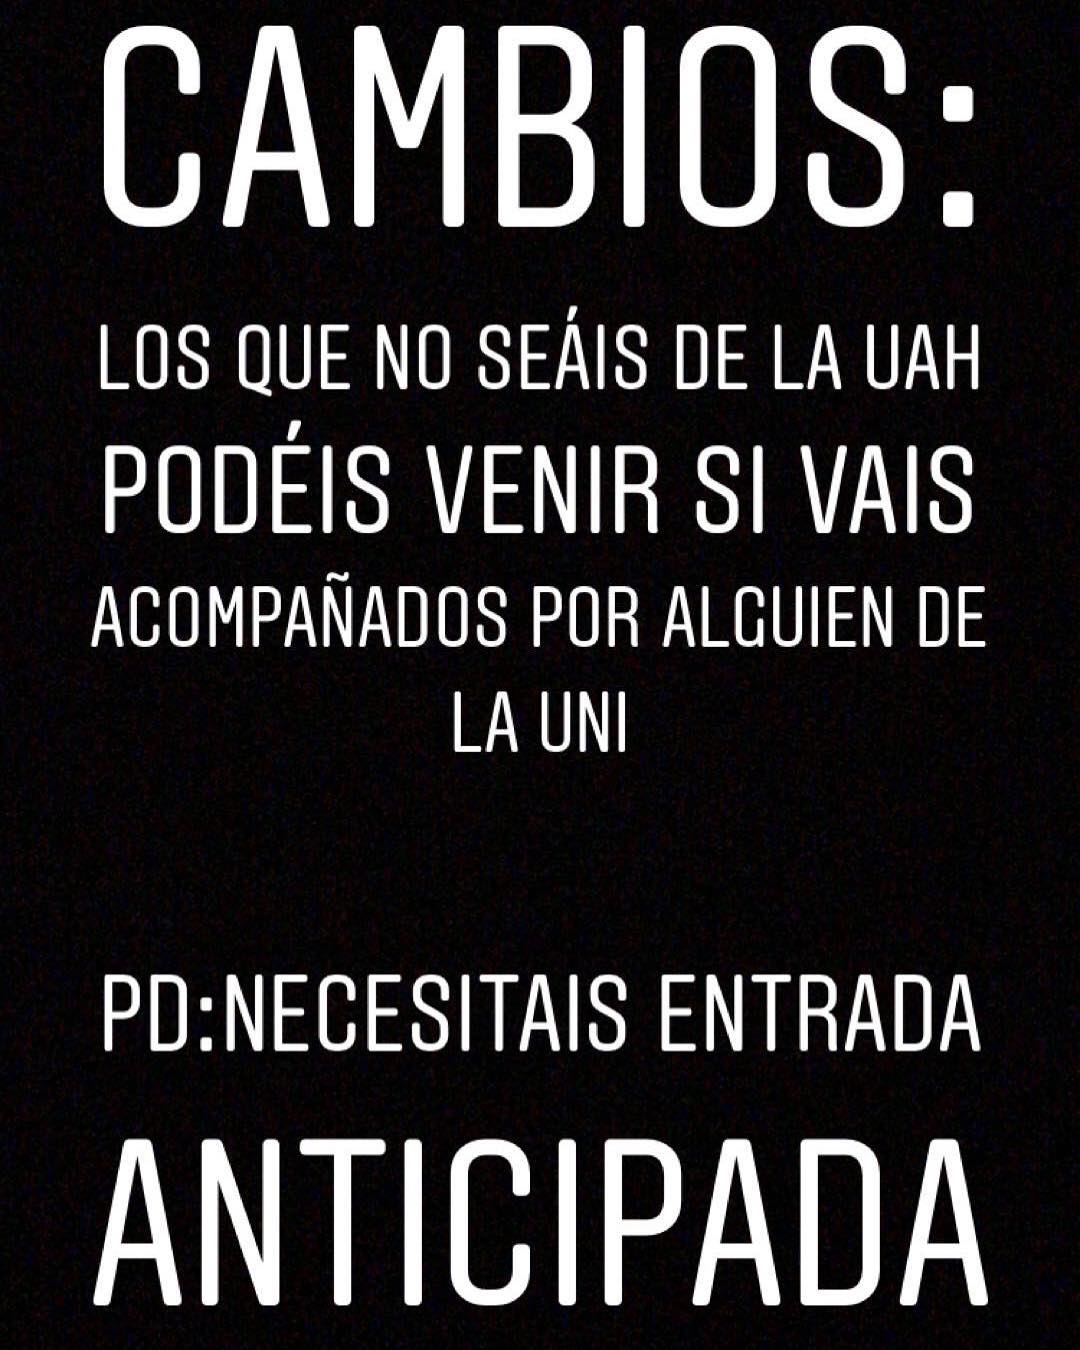 CAMBIOS:
LOS QUE NO SEÁIS DE LA UAH
PODÉIS VENIR SI VAIS
ACOMPAÑADOS POR ALGUIEN DE
LA UNI
PD:NECESITAIS ENTRADA
ANTICIPADA